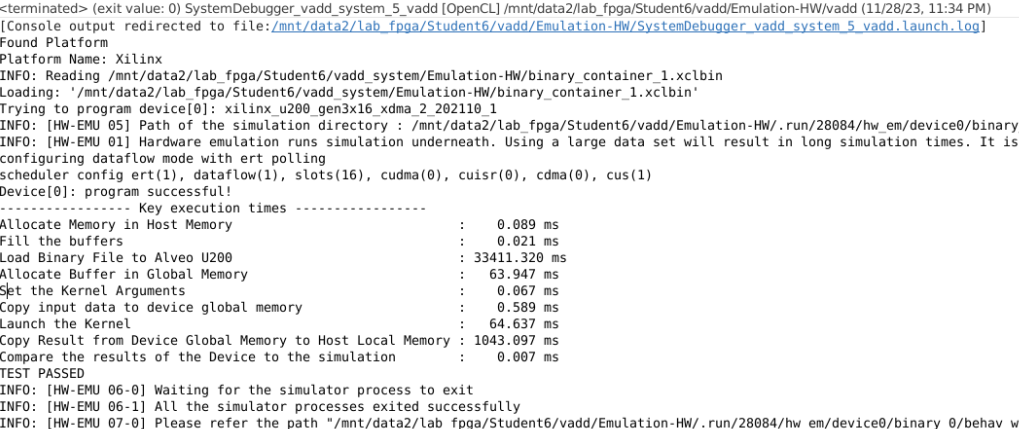 <terminated> (exit value: 0) SystemDebugger_vadd_system_5_vadd [OpenCL] /mnt/data2/lab_fpga/Student6/vadd/Emulation-HW/vadd (11/28/23, 11:34 PM)
[Console output redirected to file:/mnt/data2/lab_fpga/Student6/vadd/Emulation-HW/SystemDebugger_vadd_system_5_vadd.launch.log]
Found Platform
Platform Name: Xilinx
INFO: Reading /mnt/data2/lab_fpga/Student6/vadd_system/Emulation-HW/binary_container_1.xclbin
Loading: '/mnt/data2/lab_fpga/Student6/vadd_system/Emulation-HW/binary_container_1.xclbin'
Trying to program device[0]: xilinx_u200_gen3x16_xdma_2_202110_1
INFO: [HW-EMU 05] Path of the simulation directory : /mnt/data2/lab_fpga/Student6/vadd/Emulation-HW/.run/28084/hw_em/device0/binary
INFO: [HW-EMU 01] Hardware emulation runs simulation underneath. Using a large data set will result in long simulation times. It is
configuring dataflow mode with ert polling
scheduler config ert(1), dataflow(1), slots(16), cudma(0), cuisr(0), cdma(0), cus(1)
Device[0]: program successful!
----------------- Key execution times -----------------
Allocate Memory in Host Memory : 0.089 ms
Fill the buffers : 0.021 ms
Load Binary File to Alveo U200 : 33411.320 ms
Allocate Buffer in Global Memory : 63.947 ms
Set the Kernel Arguments : 0.067 ms
Copy input data to device global memory : 0.589 ms
Launch the Kernel : 64.637 ms
Copy Result from Device Global Memory to Host Local Memory : 1043.097 ms
Compare the results of the Device to the simulation : 0.007 ms
TEST PASSED
INFO: [HW-EMU 06-0] Waiting for the simulator process to exit
INFO: [HW-EMU 06-1] All the simulator processes exited successfully
INFO: [HW-EMU 07-0] Please refer the path "/mnt/data2/lab_fpga/Student6/vadd/Emulation-HW/.run/28084/hw_em/device0/binary_0/behav_w